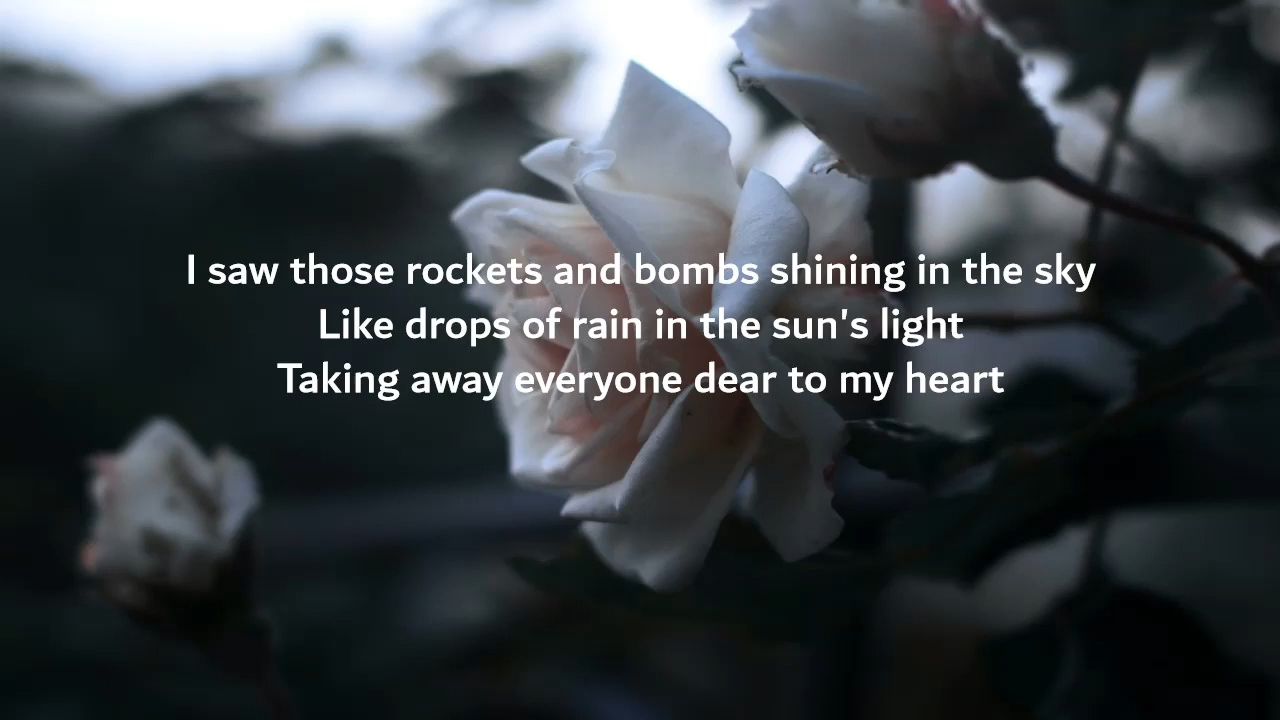 I saw those rockets and bombs shining in the sky
Like drops of rain in the sun's light
Taking away everyone dear to my heart